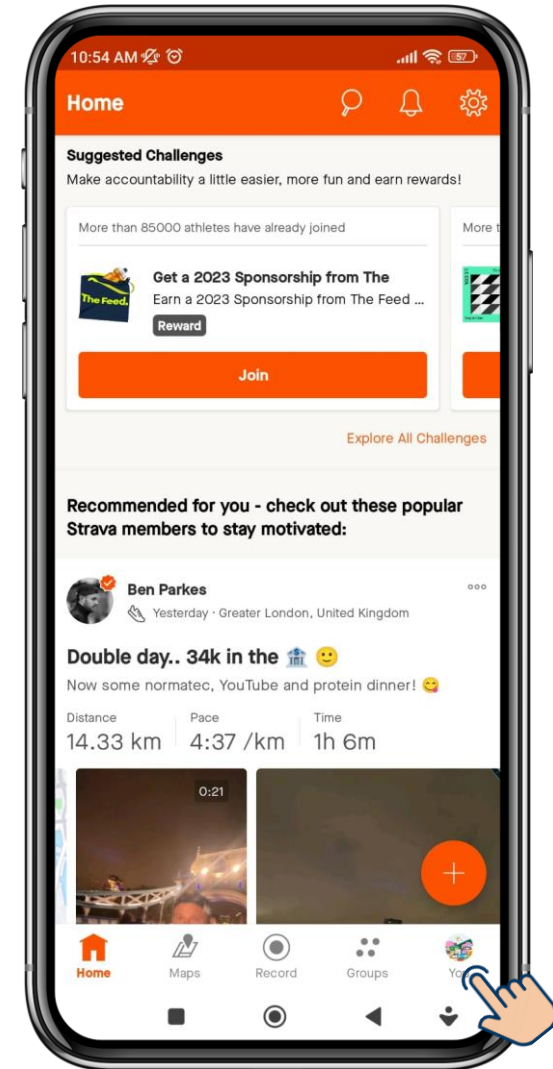 10:54 AM
57
Home
Suggested Challenges
Make accountability a little easier, more fun and earn rewards!
More than 85000 athletes have already joined
More t
The Feed.
Get a 2023 Sponsorship from The
Earn a 2023 Sponsorship from The Feed ...
Reward
Join
Explore All Challenges
Recommended for you - check out these popular
Strava members to stay motivated:
Ben Parkes
Yesterday · Greater London, United Kingdom
Double day.. 34k in the 🏦 🙂
Now some normatec, YouTube and protein dinner! 😋
Distance Pace Time
14.33 km 4:37 /km 1h 6m
0:21
Home Maps Record Groups You